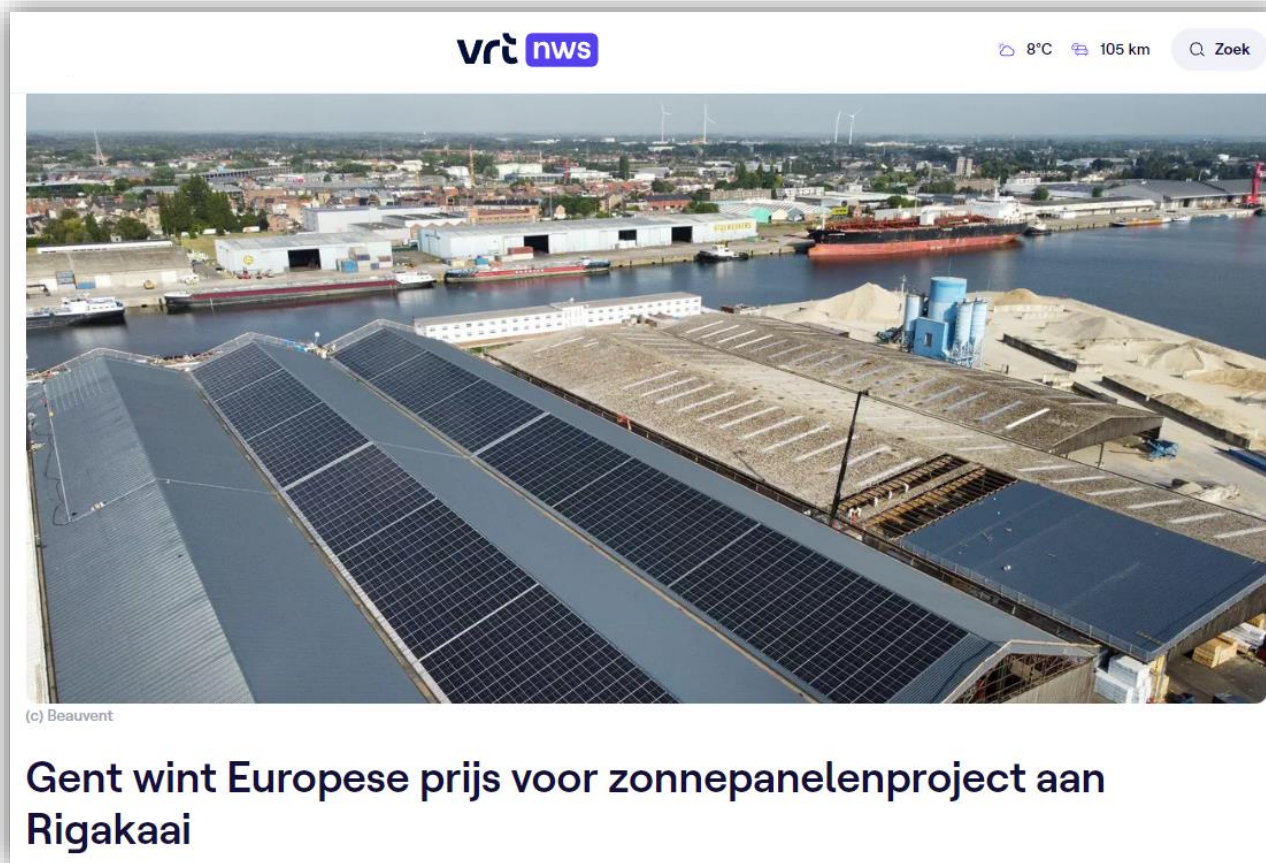 vrt nws
8°C 105 km Zoek
(c) Beauvent
Gent wint Europese prijs voor zonnepanelenproject aan
Rigakaai